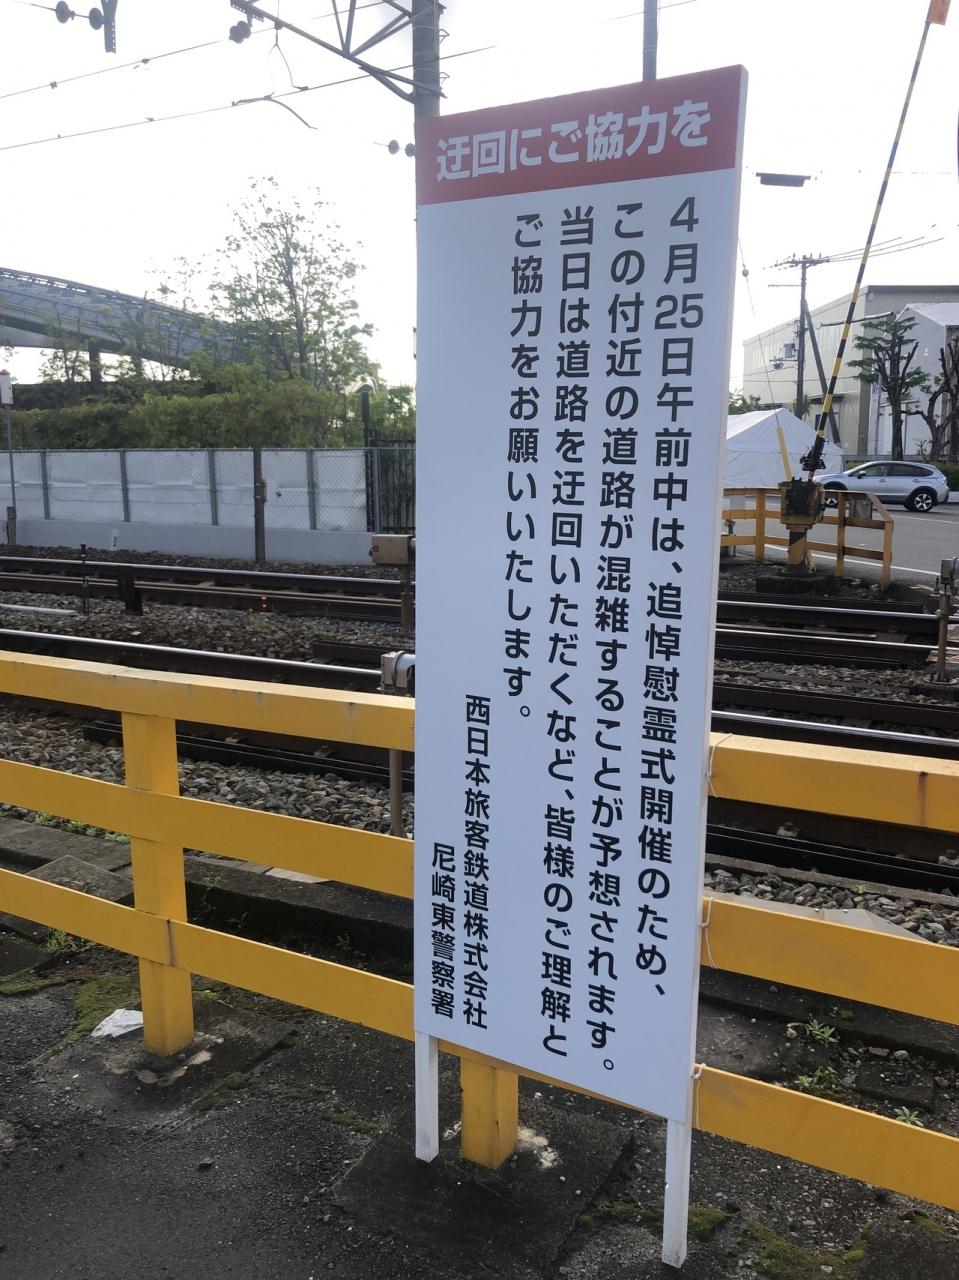 迂回にご協力を
４月25日午前中は、追悼慰霊式開催のため、
この付近の道路が混雑することが予想されます。
当日は道路を迂回いただくなど、皆様のご理解と
ご協力をお願いいたします。
西日本旅客鉄道株式会社
尼崎東警察署